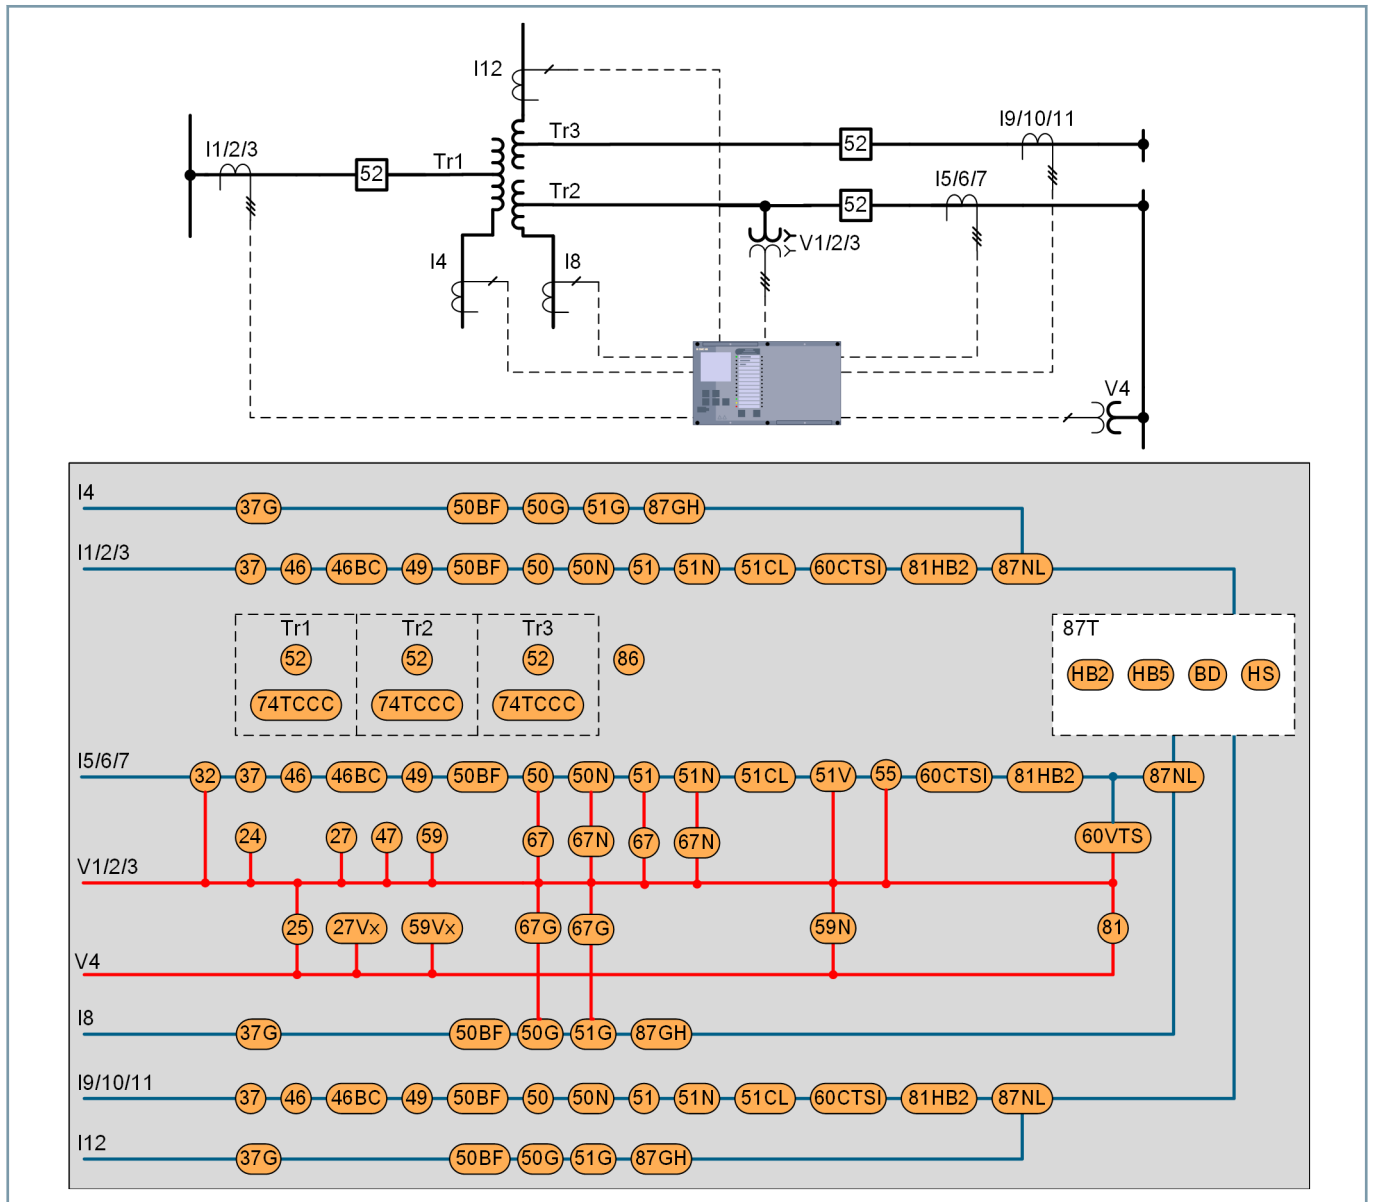 I12
I9/10/11
Tr3
52
I1/2/3
Tr1
52
I5/6/7
Tr2
52
V1/2/3
I4
I8
V4
I4
37G 50BF 50G 51G 87GH
I1/2/3
37 46 46BC 49 50BF 50 50N 51 51N 51CL 60CTSI 81HB2 87NL
Tr1 Tr2 Tr3 87T
52 52 52 86
HB2 HB5 BD HS
74TCCC 74TCCC 74TCCC
I5/6/7
32 37 46 46BC 49 50BF 50 50N 51 51N 51CL 51V 55 60CTSI 81HB2 87NL
24 27 47 59 67 67N 67 67N 60VTS
V1/2/3
25 27Vx 59Vx 67G 67G 59N 81
V4
I8
37G 50BF 50G 51G 87GH
I9/10/11
37 46 46BC 49 50BF 50 50N 51 51N 51CL 60CTSI 81HB2 87NL
I12
37G 50BF 50G 51G 87GH